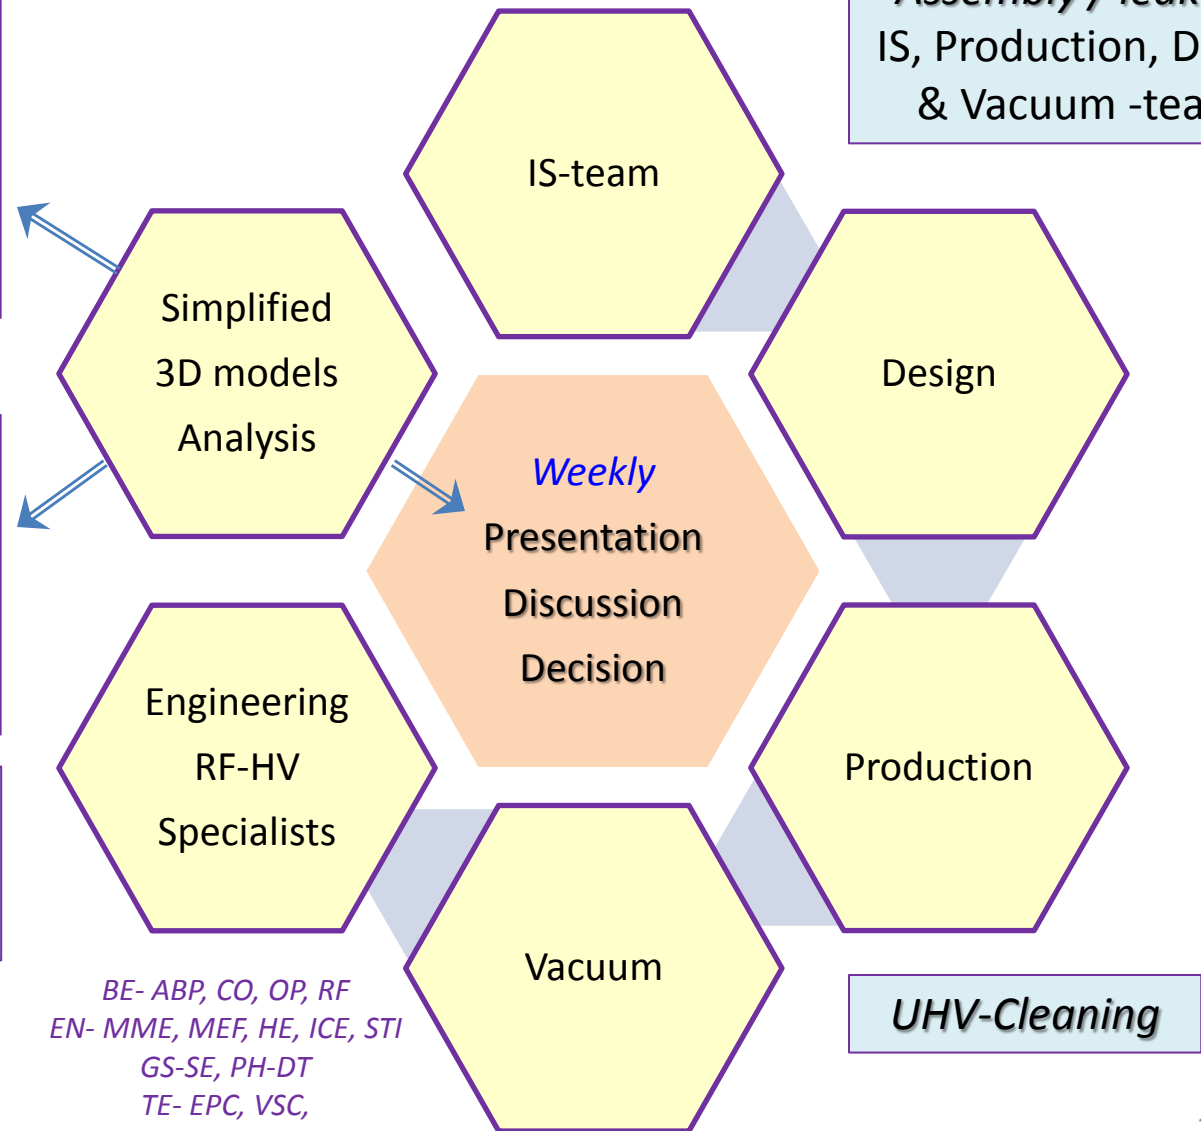 IS, Production,
& Vacuum
IS-team
Simplified
3D models
Analysis
Design
Weekly
Presentation
Discussion
Decision
Engineering
RF-HV
Specialists
Production
Vacuum
UHV-Cleaning
BE- ABP, CO, OP, RF
EN- MME, MEF, HE, ICE, STI
GS-SE, PH-DT
TE- EPC, VSC,